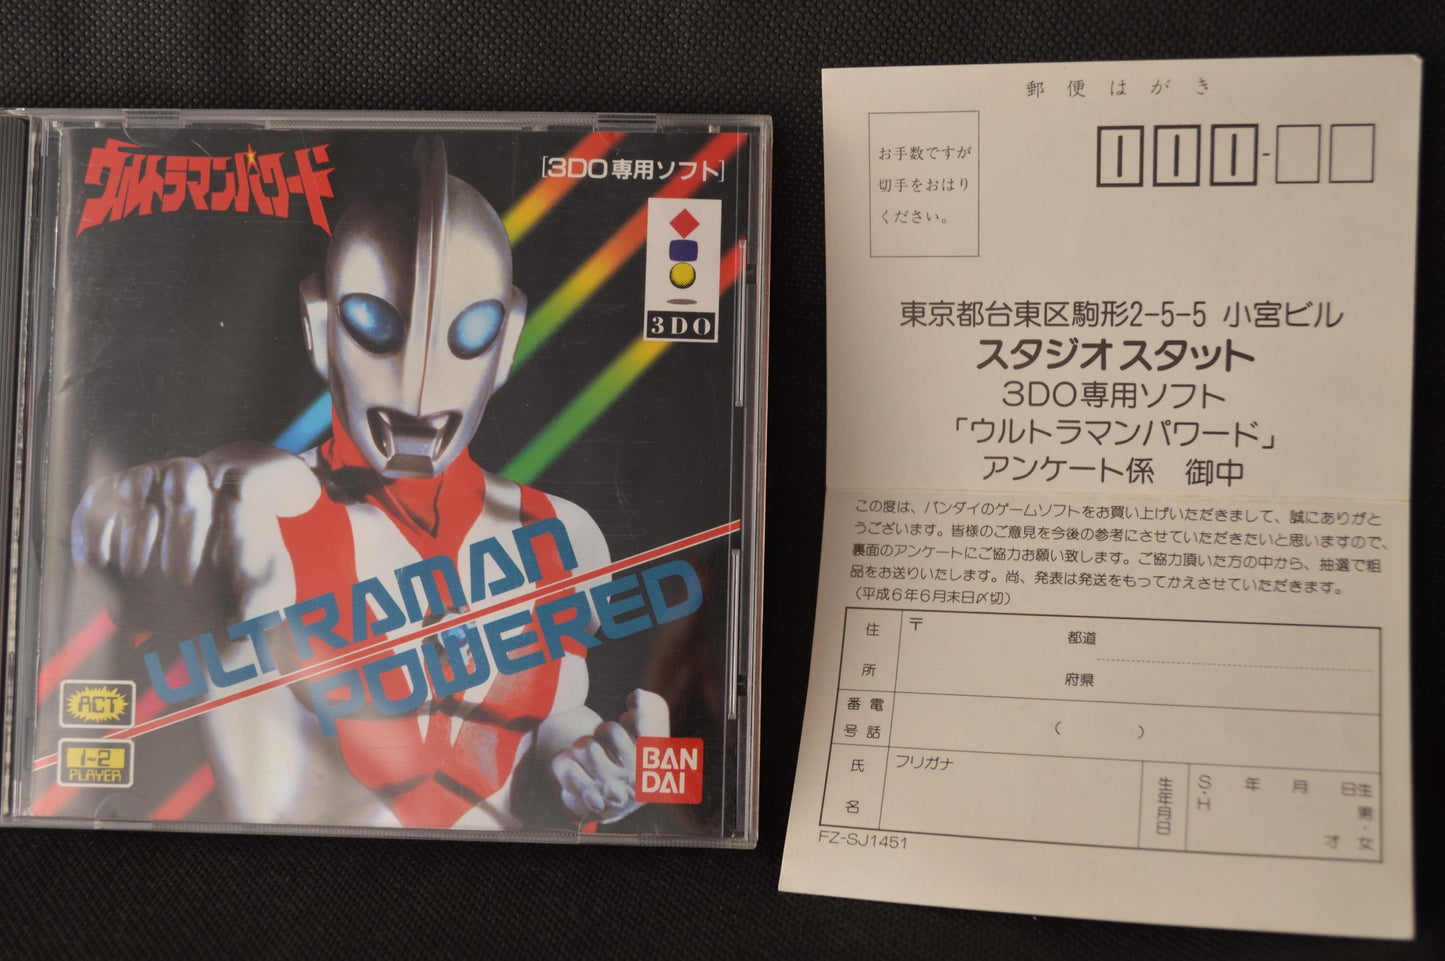 ウルトラマンパワード
[3DO専用ソフト]
3DO
ULTRAMAN
POWERED
ACT
1~2
PLAYER
BAN
DAI
郵便はがき
お手数ですが
切手をおはり
ください。
111-
東京都台東区駒形2-5-5 小宮ビル
スタジオスタット
3DO専用ソフト
「ウルトラマンパワード」
アンケート係 御中
この度は、バンダイのゲームソフトをお買い上げいただきまして、誠にありがと
うございます。皆様のご意見を今後の参考にさせていただきたいと思いますので、
裏面のアンケートにご協力お願い致します。ご協力頂いた方の中から、抽選で粗
品をお送りいたします。尚、発表は発送をもってかえさせていただきます。
(平成6年6月末日〆切)
住所
〒
都道
府県
電話番号
( )
氏名
フリガナ
生年月日
S・H 年 月 日生
男・女
才
FZ-SJ1451